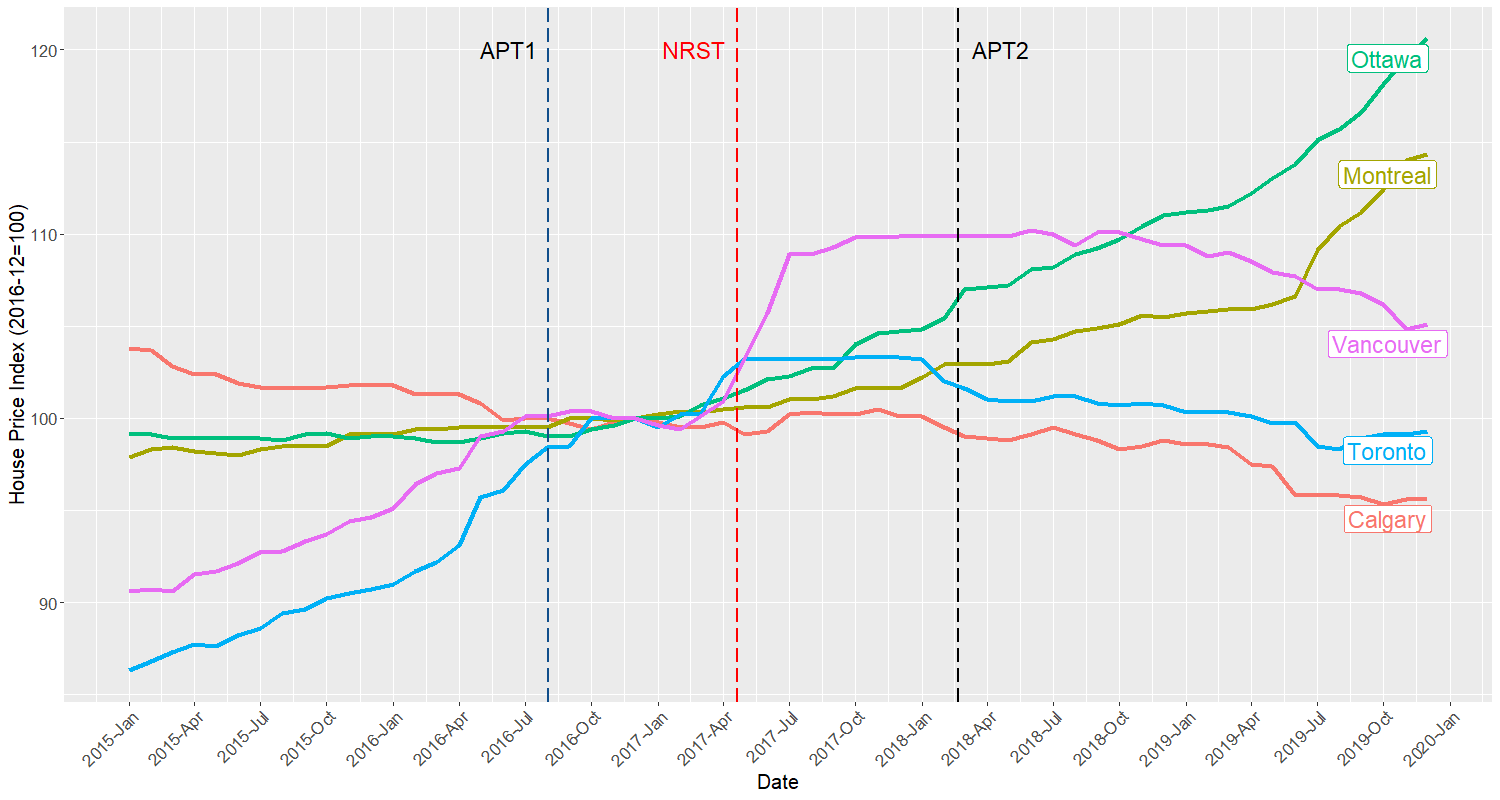 APT1
NRST
APT2
120
110
100
90
House Price Index (2016-12=100)
Ottawa
Montreal
Vancouver
Toronto
Calgary
2015-Jan
2015-Apr
2015-Jul
2015-Oct
2016-Jan
2016-Apr
2016-Jul
2016-Oct
2017-Jan
2017-Apr
2017-Jul
2017-Oct
2018-Jan
2018-Apr
2018-Jul
2018-Oct
2019-Jan
2019-Apr
2019-Jul
2019-Oct
2020-Jan
Date